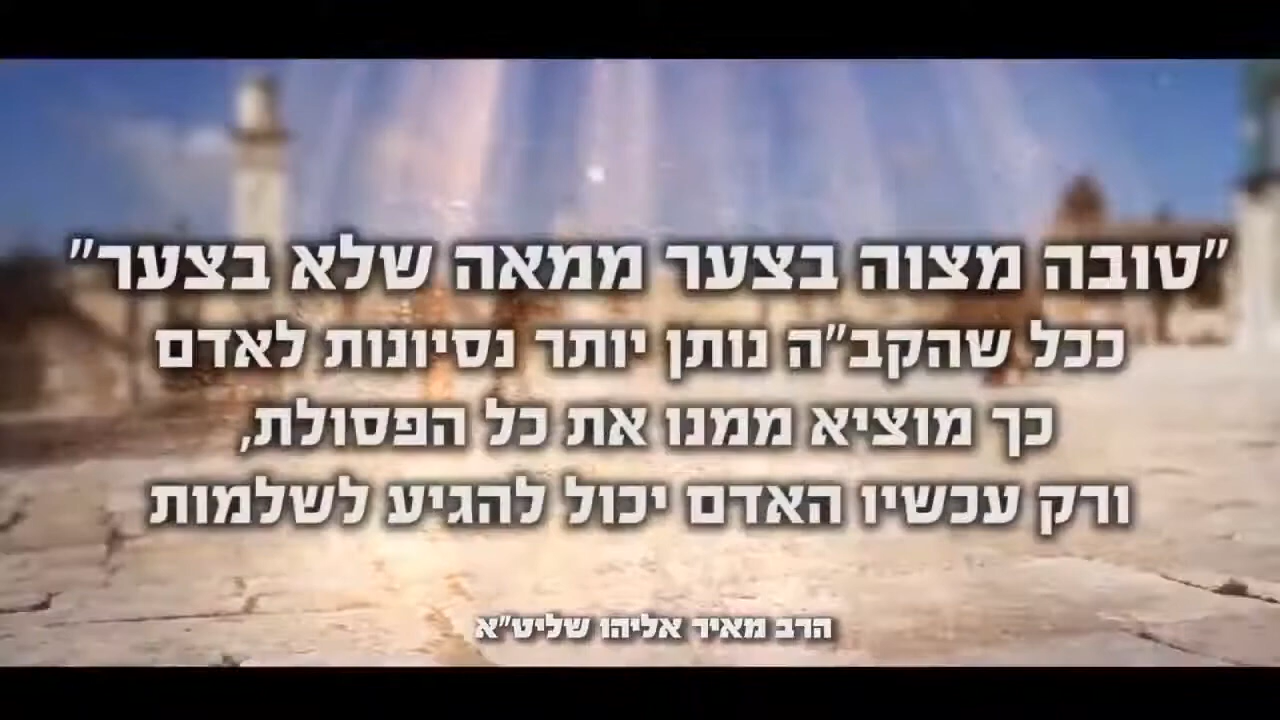 "טובה מצוה בצער ממאה שלא בצער"
ככל שהקב"ה נותן יותר נסיונות לאדם
כך מוציא ממנו את כל הפסולת,
ורק עכשיו האדם יכול להגיע לשלמות
הרב מאיר אליהו שליט"א